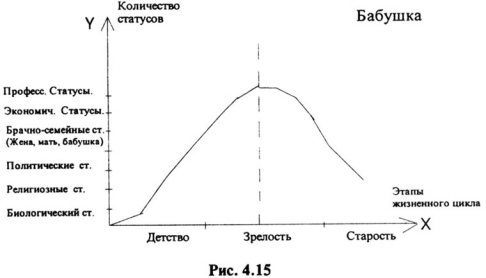 Количество
статусов
Бабушка
Y
Професс. Статусы.
Экономич. Статусы.
Брачно-семейные ст.
(Жена, мать, бабушка)
Политические ст.
Религиозные ст.
Биологический ст.
Этапы
жизненного цикла
X
Детство Зрелость Старость
Рис. 4.15